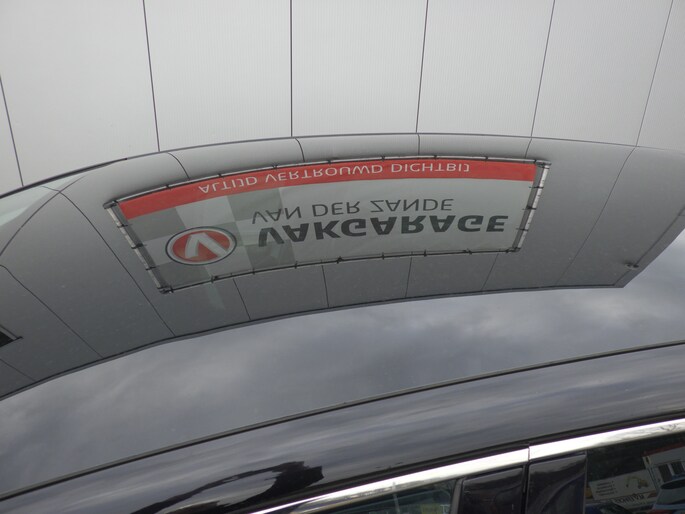 VAKGARAGE
VAN DER ZANDE
ALTIJD VERTROUWD DICHTBIJ